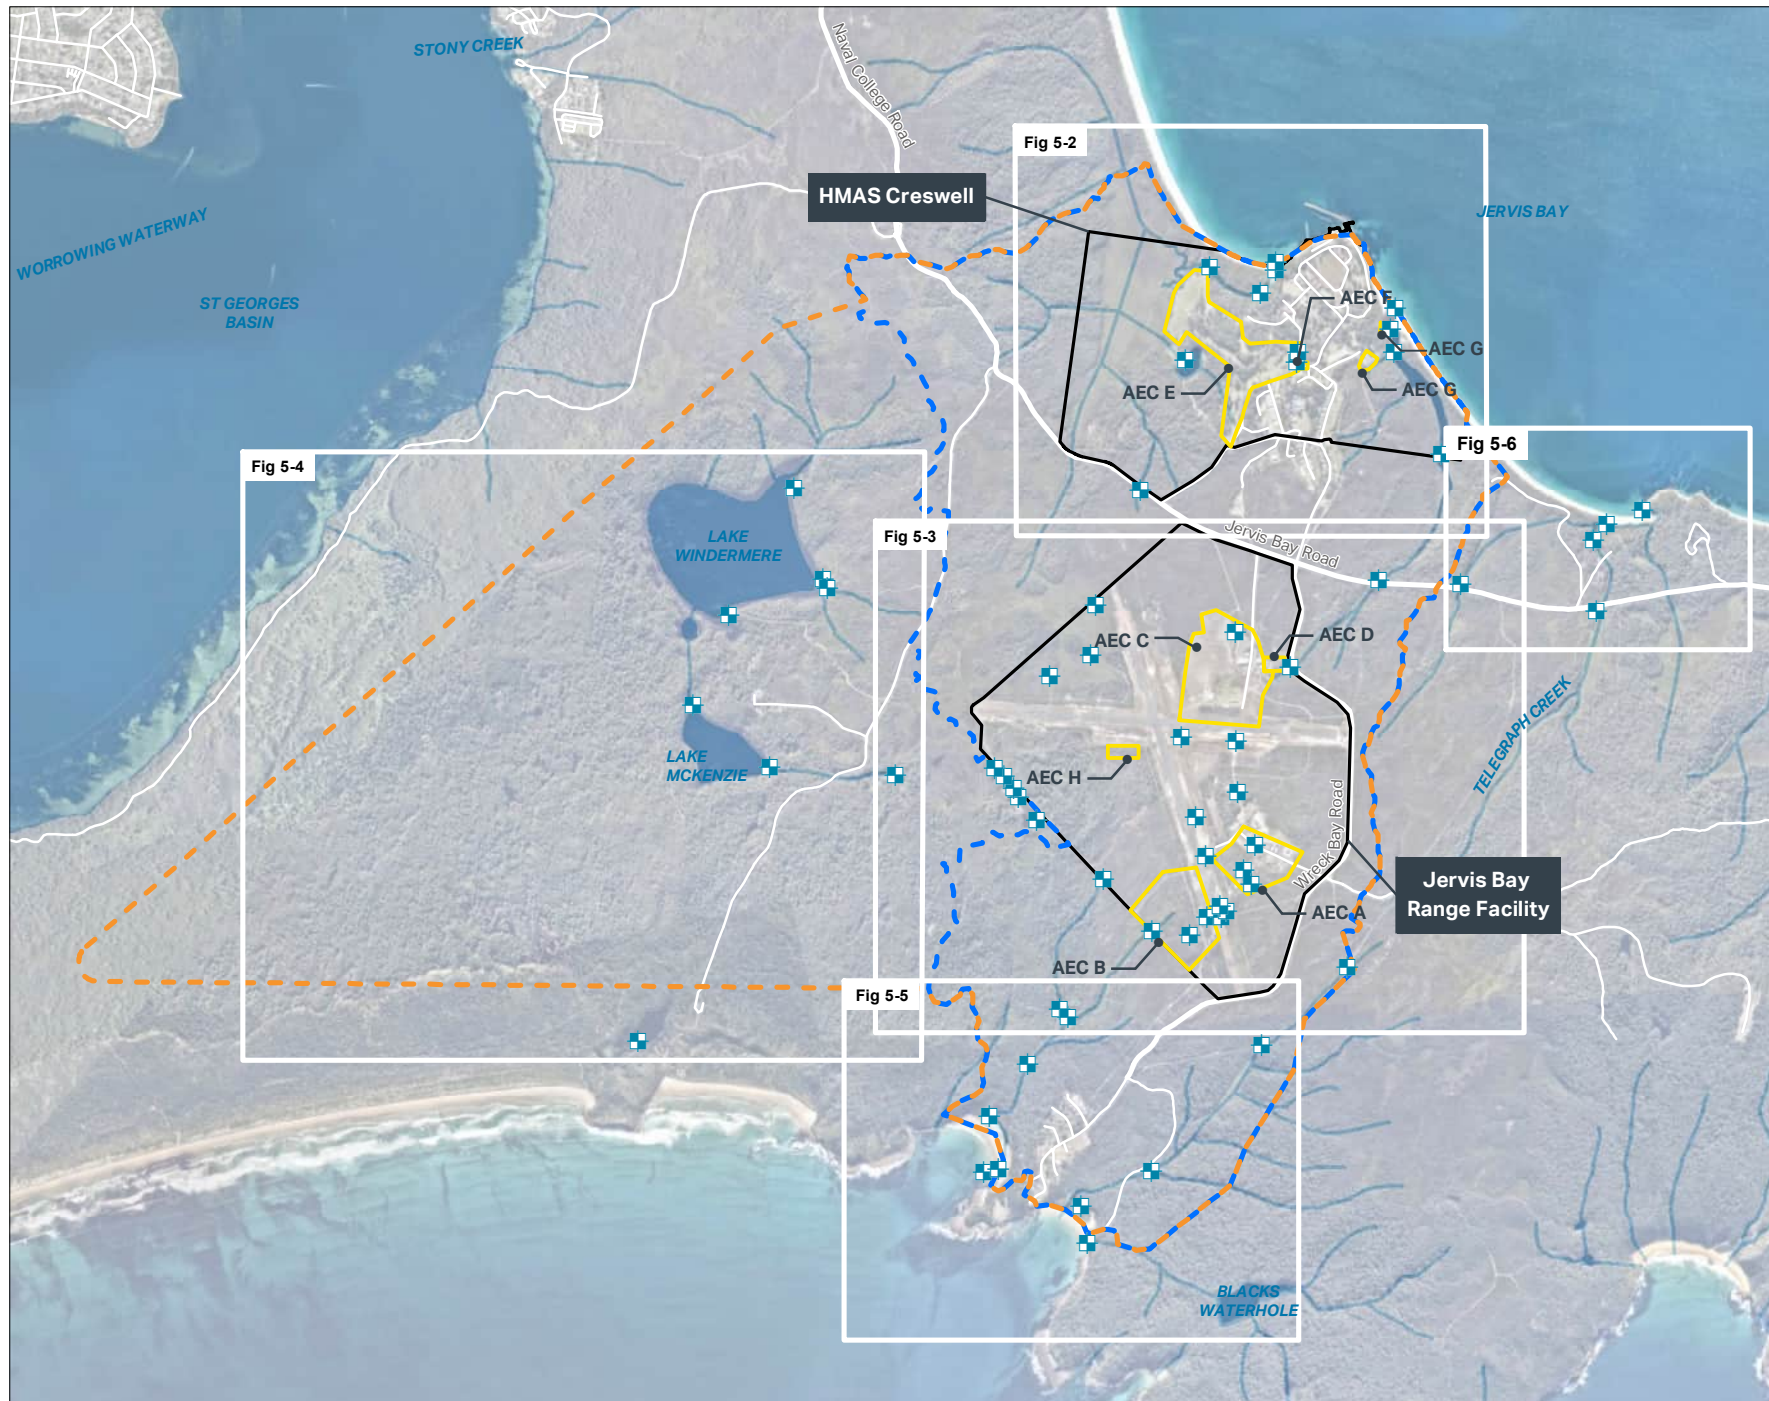 STONY CREEK
Naval College Road
Fig 5-2
HMAS Creswell
JERVIS BAY
WORROWING WATERWAY
ST GEORGES
BASIN
AEC F
AEC G
AEC E
AEC G
Fig 5-6
Fig 5-4
LAKE
WINDERMERE
Fig 5-3
Jervis Bay Road
AEC C
AEC D
TELEGRAPH CREEK
LAKE
MCKENZIE
AEC H
Wreck Bay Road
Jervis Bay
Range Facility
AEC A
AEC B
Fig 5-5
BLACKS
WATERHOLE